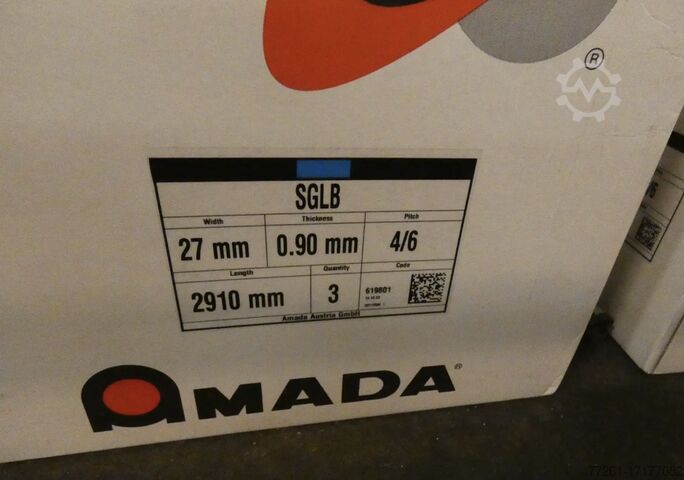 ®
SGLB
Width Thickness Pitch
27 mm 0.90 mm 4/6
Length Quantity Code
2910 mm 3 619801
Amada Austria GmbH
AMADA®
/6